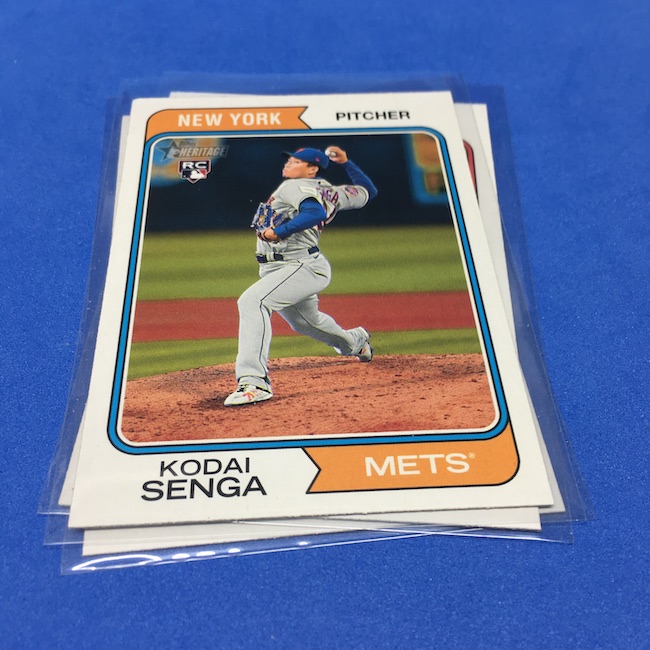 NEW YORK
PITCHER
HERITAGE
RC
KODAI
SENGA
METS